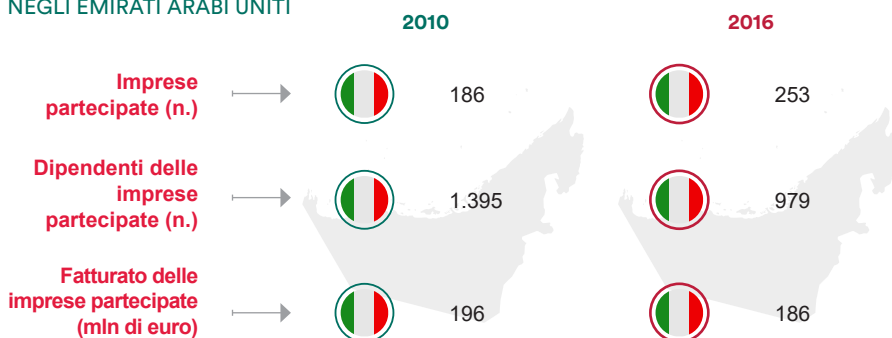 NEGLI EMIRATI ARABI UNITI
2010
2016
Imprese
partecipate (n.)
186
253
Dipendenti delle
imprese
partecipate (n.)
1.395
979
Fatturato delle
imprese partecipate
(mln di euro)
196
186